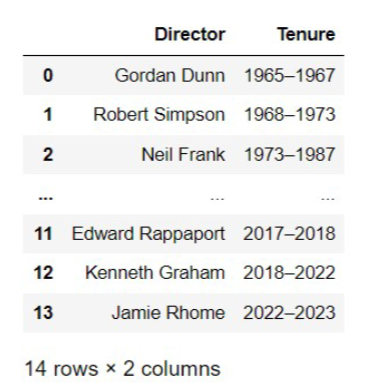 Director Tenure
0 Gordan Dunn 1965–1967
1 Robert Simpson 1968–1973
2 Neil Frank 1973–1987
... ... ...
11 Edward Rappaport 2017–2018
12 Kenneth Graham 2018–2022
13 Jamie Rhome 2022–2023
14 rows × 2 columns